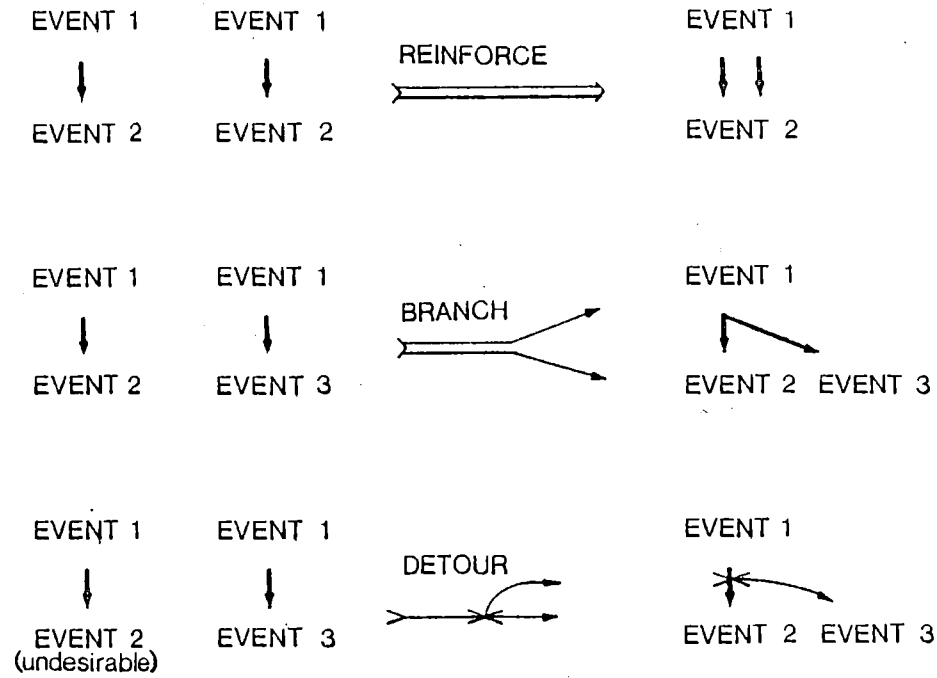 EVENT 1 EVENT 1 EVENT 1
REINFORCE
EVENT 2 EVENT 2 EVENT 2
EVENT 1 EVENT 1 EVENT 1
BRANCH
EVENT 2 EVENT 3 EVENT 2 EVENT 3
EVENT 1 EVENT 1 EVENT 1
DETOUR
EVENT 2 EVENT 3 EVENT 2 EVENT 3
(undesirable)